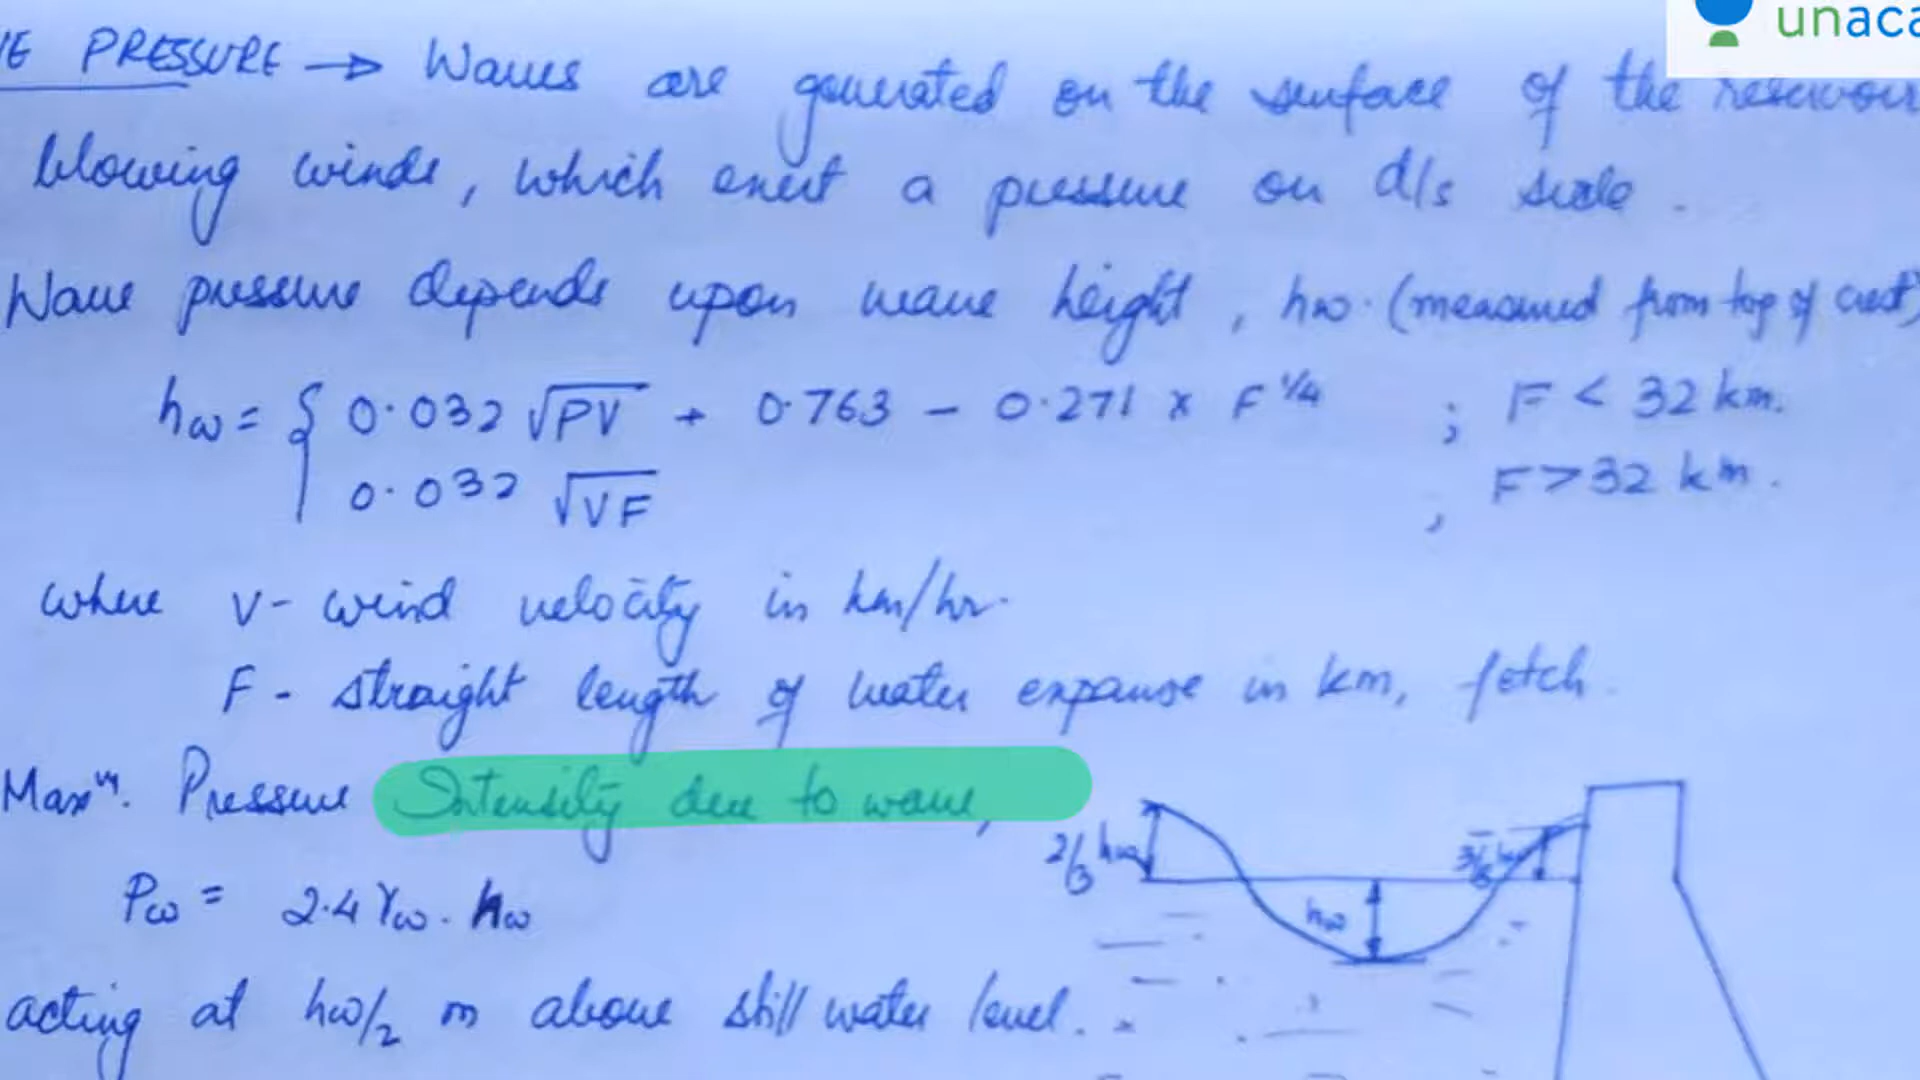 unaca
PRESSURE → Waves are generated on the surface of the reservoir
blowing winds, which exert a pressure on d/s side.
Wave pressure depends upon wave height, hw. (measured from top of crest)
hw = { 0.032 √PV + 0.763 - 0.271 x F^1/4 ; F < 32 km.
0.032 √VF , F > 32 km.
where V - wind velocity in km/hr.
F - straight length of water expanse in km, fetch.
Maxm. Pressure Intensity due to wave,
2/3 hw
hw
Pw = 2.4 γw. hw
acting at hw/2 m above still water level.